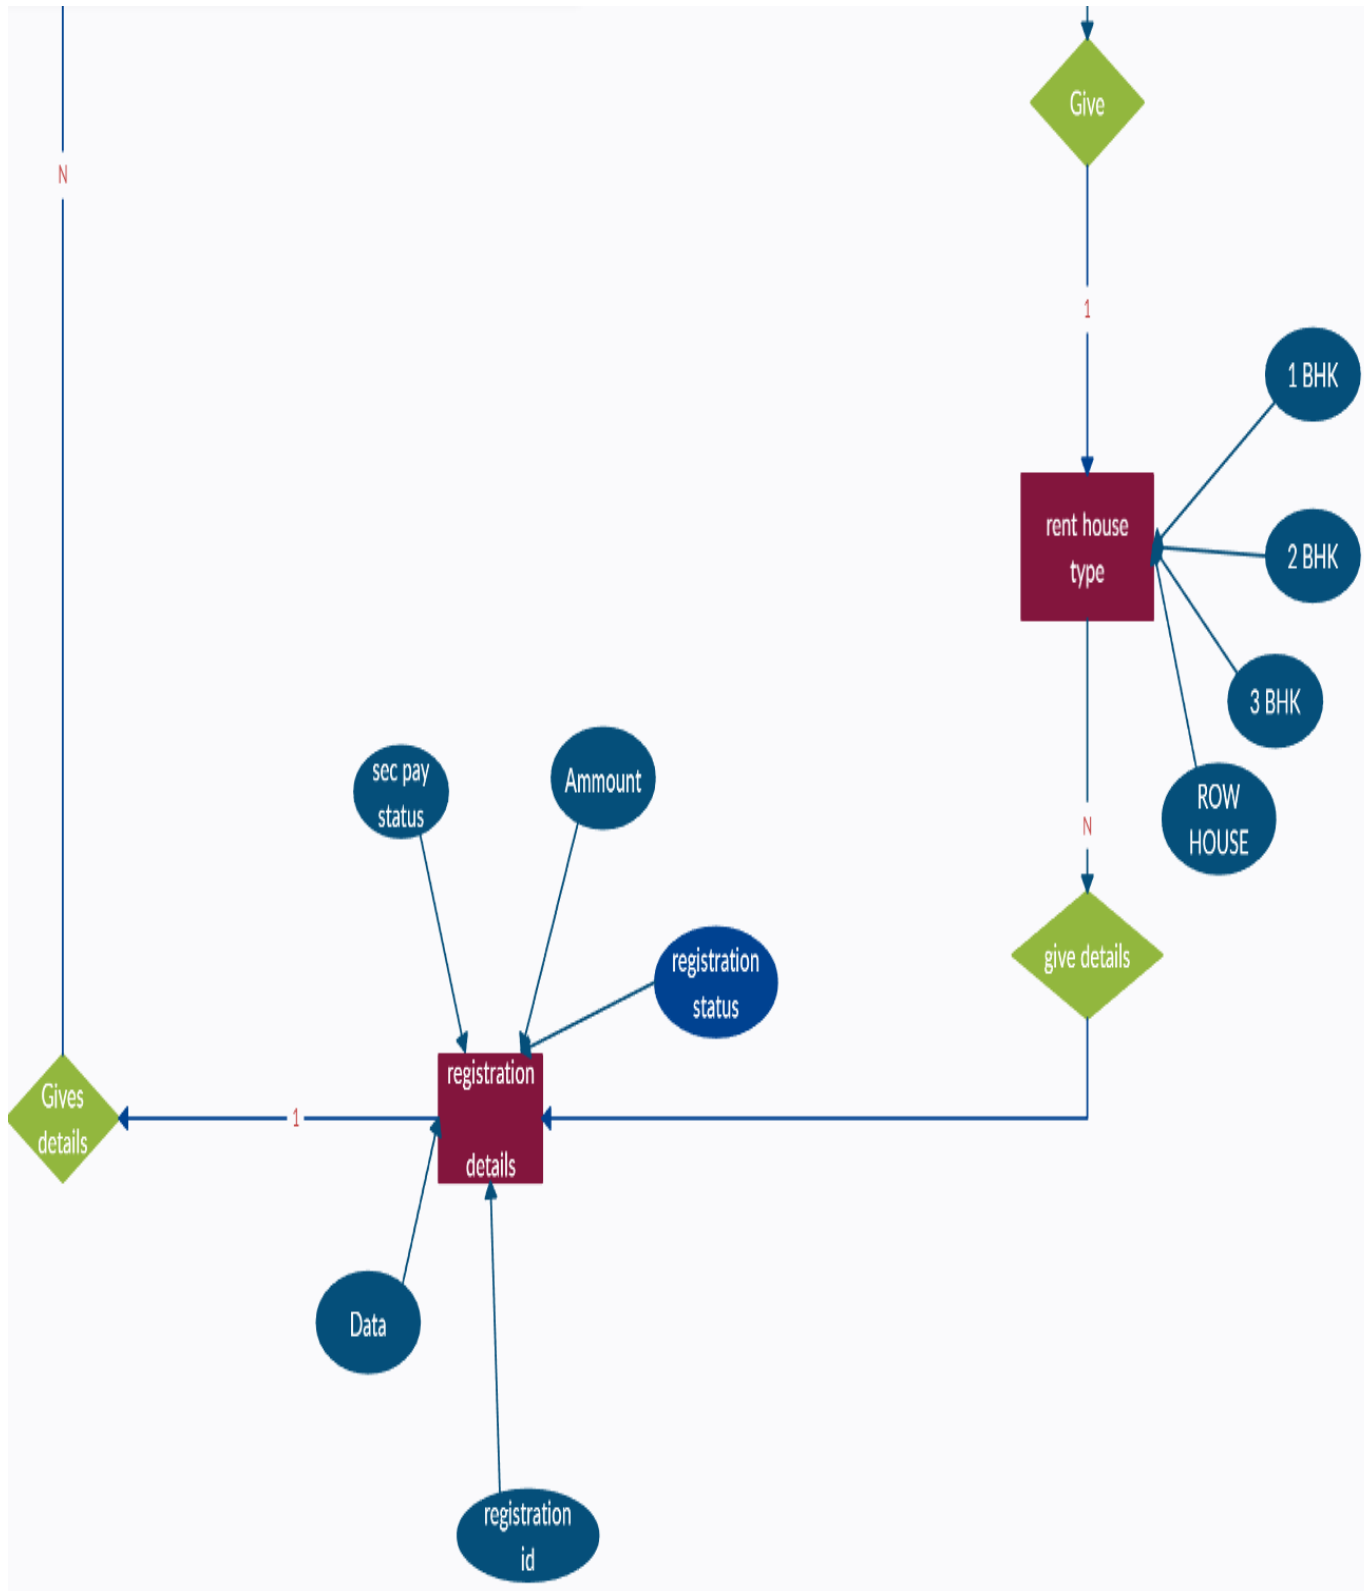 Give
N
1
1 BHK
rent house
type
2 BHK
3 BHK
ROW
HOUSE
sec pay
status
Ammount
N
registration
status
give details
registration
details
Gives
details
1
Data
registration
id